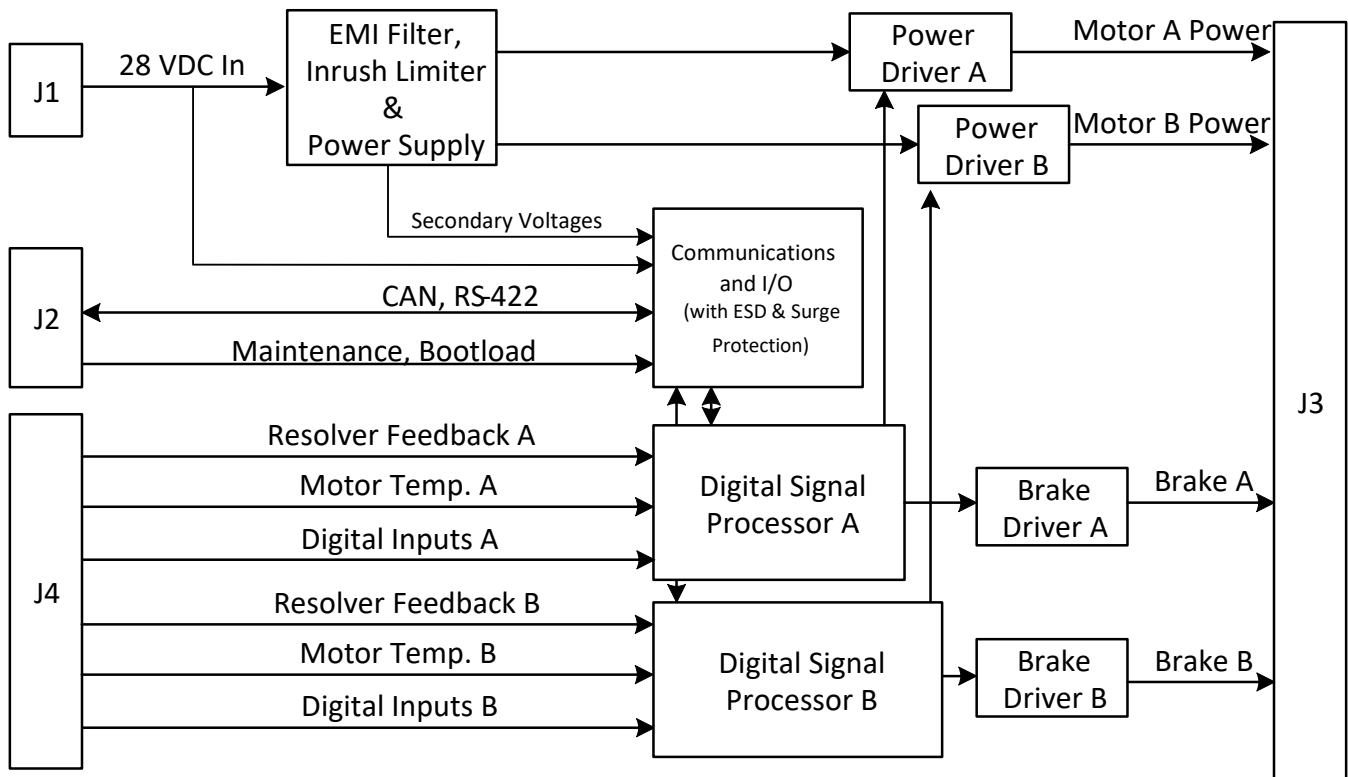 J1
28 VDC In
EMI Filter,
Inrush Limiter
&
Power Supply
Power
Driver A
Motor A Power
Power
Driver B
Motor B Power
J3
Secondary Voltages
J2
CAN, RS-422
Maintenance, Bootload
Communications
and I/O
(with ESD & Surge
Protection)
J4
Resolver Feedback A
Motor Temp. A
Digital Inputs A
Digital Signal
Processor A
Brake
Driver A
Brake A
Resolver Feedback B
Motor Temp. B
Digital Inputs B
Digital Signal
Processor B
Brake
Driver B
Brake B